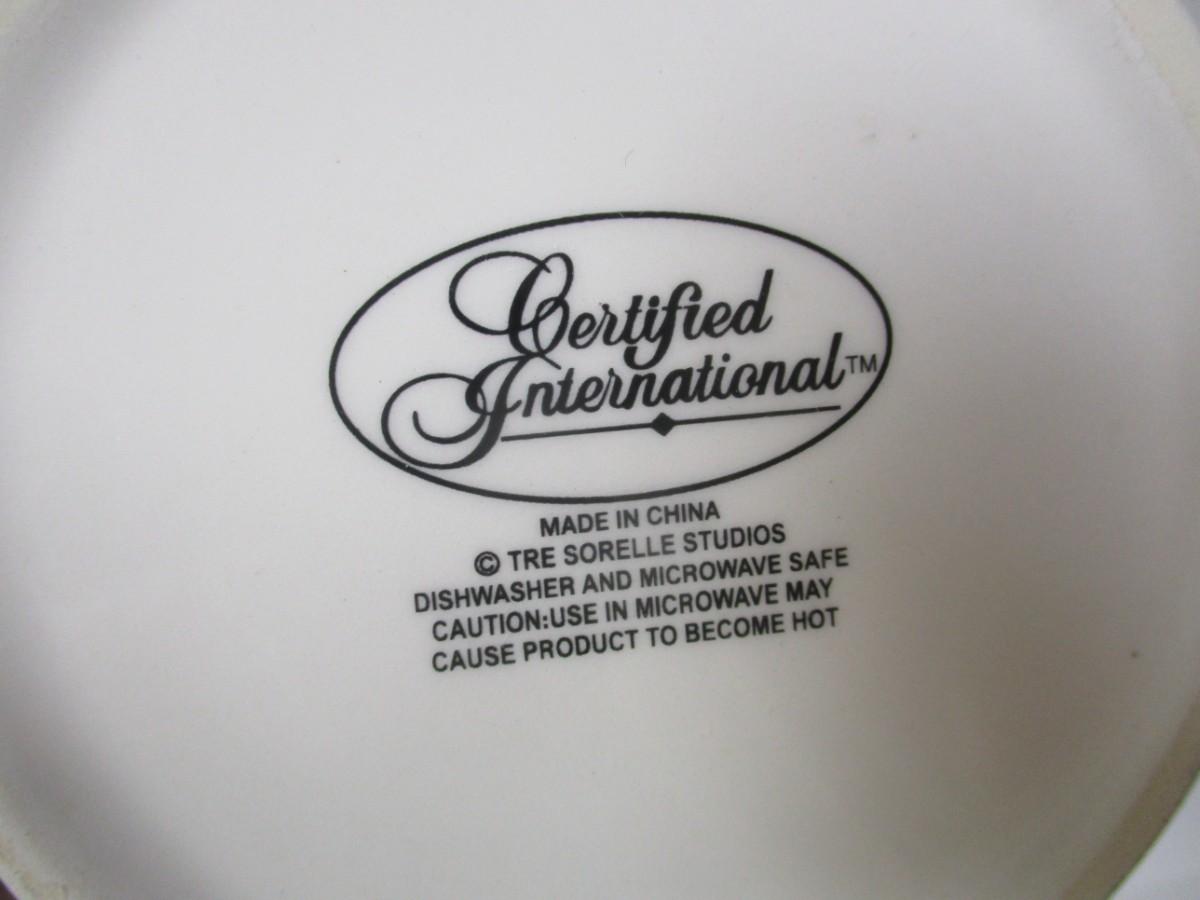 Certified
International™
MADE IN CHINA
© TRE SORELLE STUDIOS
DISHWASHER AND MICROWAVE SAFE
CAUTION:USE IN MICROWAVE MAY
CAUSE PRODUCT TO BECOME HOT